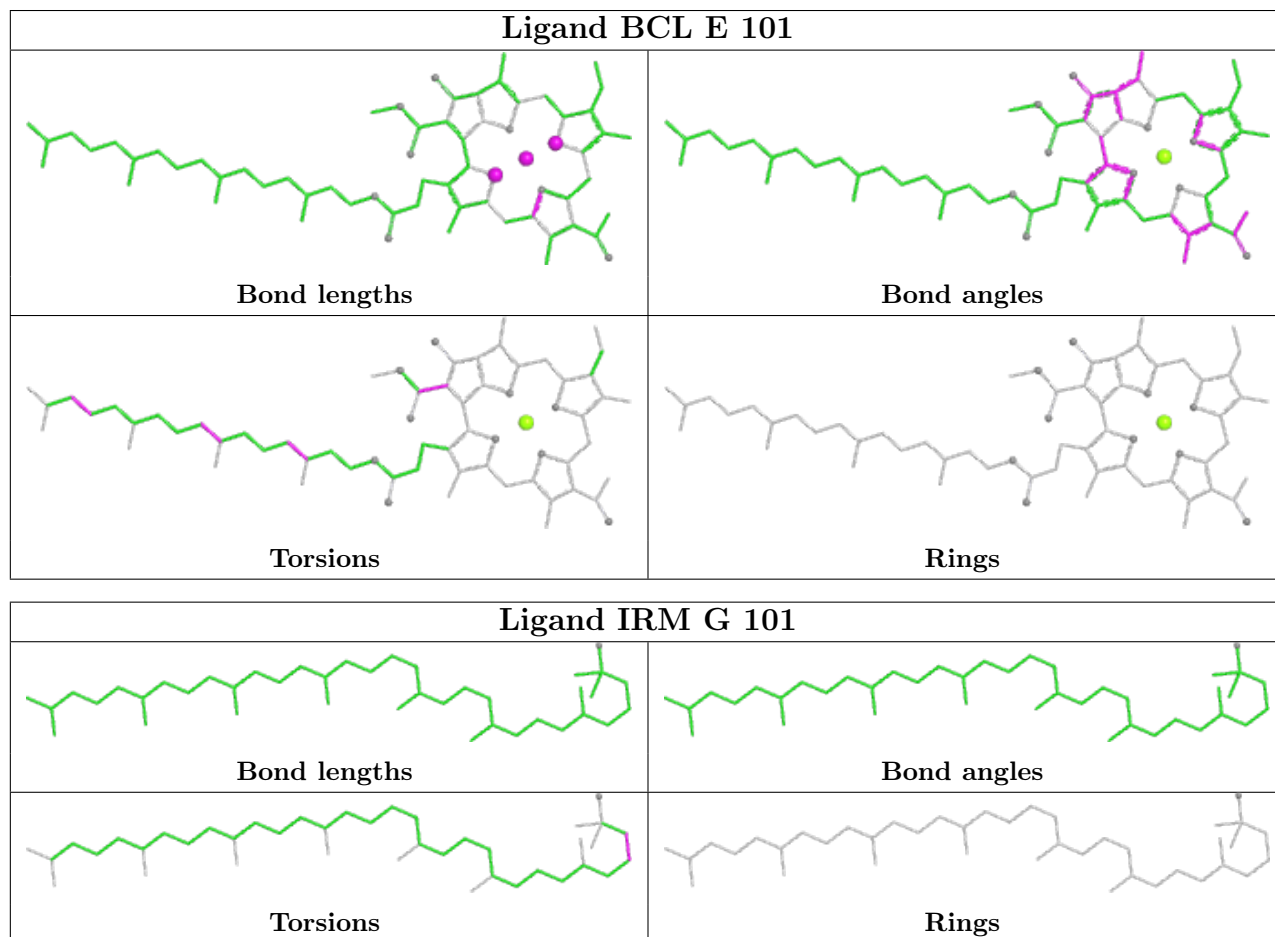 Ligand BCL E 101
Bond lengths
Bond angles
Torsions
Rings
Ligand IRM G 101
Bond lengths
Bond angles
Torsions
Rings